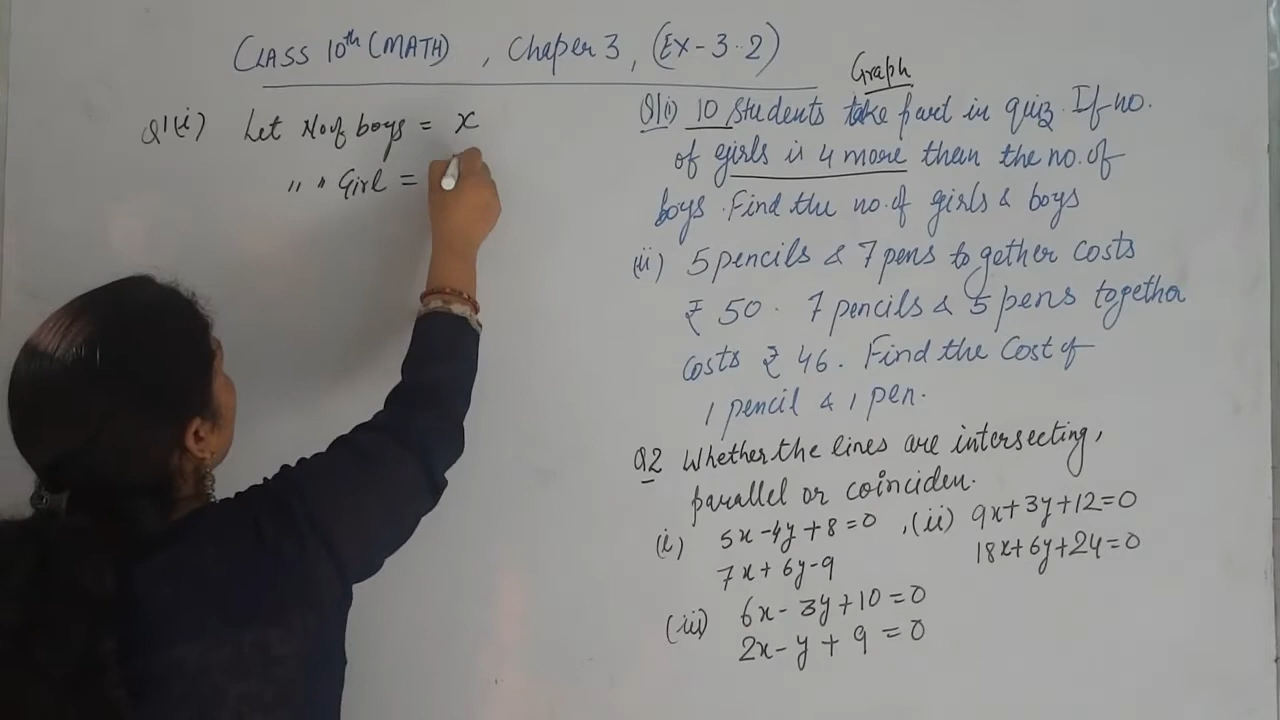 CLASS 10th (MATH) , Chaper 3 , (EX - 3.2)
Q1(i) Let No of boys = x
" " Girl =
Graph
Q1(i) 10 Students take part in quiz. If no.
of girls is 4 more than the no. of
boys. Find the no. of girls & boys
(ii) 5 pencils & 7 pens to gether costs
₹ 50. 7 pencils & 5 pens together
costs ₹ 46. Find the Cost of
1 pencil & 1 pen.
Q2 Whether the lines are intersecting,
parallel or coinciden.
(i) 5x - 4y + 8 = 0 , (ii) 9x + 3y + 12 = 0
7x + 6y - 9 18x + 6y + 24 = 0
(iii) 6x - 3y + 10 = 0
2x - y + 9 = 0